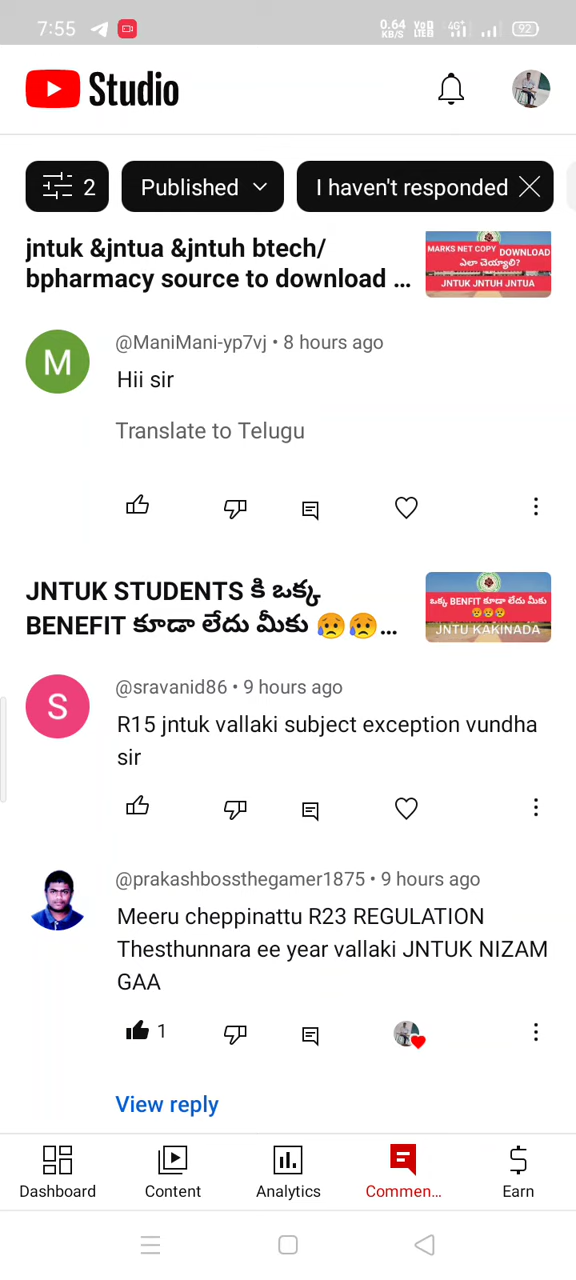 7:55
0.64 KB/S
VoD LTEB
4G+
92
Studio
2
Published
I haven't responded
jntuk &jntua &jntuh btech/
bpharmacy source to download ...
MARKS NET COPY DOWNLOAD
ఎలా చెయ్యాలి?
JNTUK JNTUH JNTUA
M
@ManiMani-yp7vj • 8 hours ago
Hii sir
Translate to Telugu
JNTUK STUDENTS కి ఒక్క
BENEFIT కూడా లేదు మీకు 😥😥...
ఒక్క BENFIT కూడా లేదు మీకు
😥😥😥
JNTU KAKINADA
S
@sravanid86 • 9 hours ago
R15 jntuk vallaki subject exception vundha
sir
@prakashbossthegamer1875 • 9 hours ago
Meeru cheppinattu R23 REGULATION
Thesthunnara ee year vallaki JNTUK NIZAM
GAA
1
View reply
Dashboard
Content
Analytics
Commen...
Earn